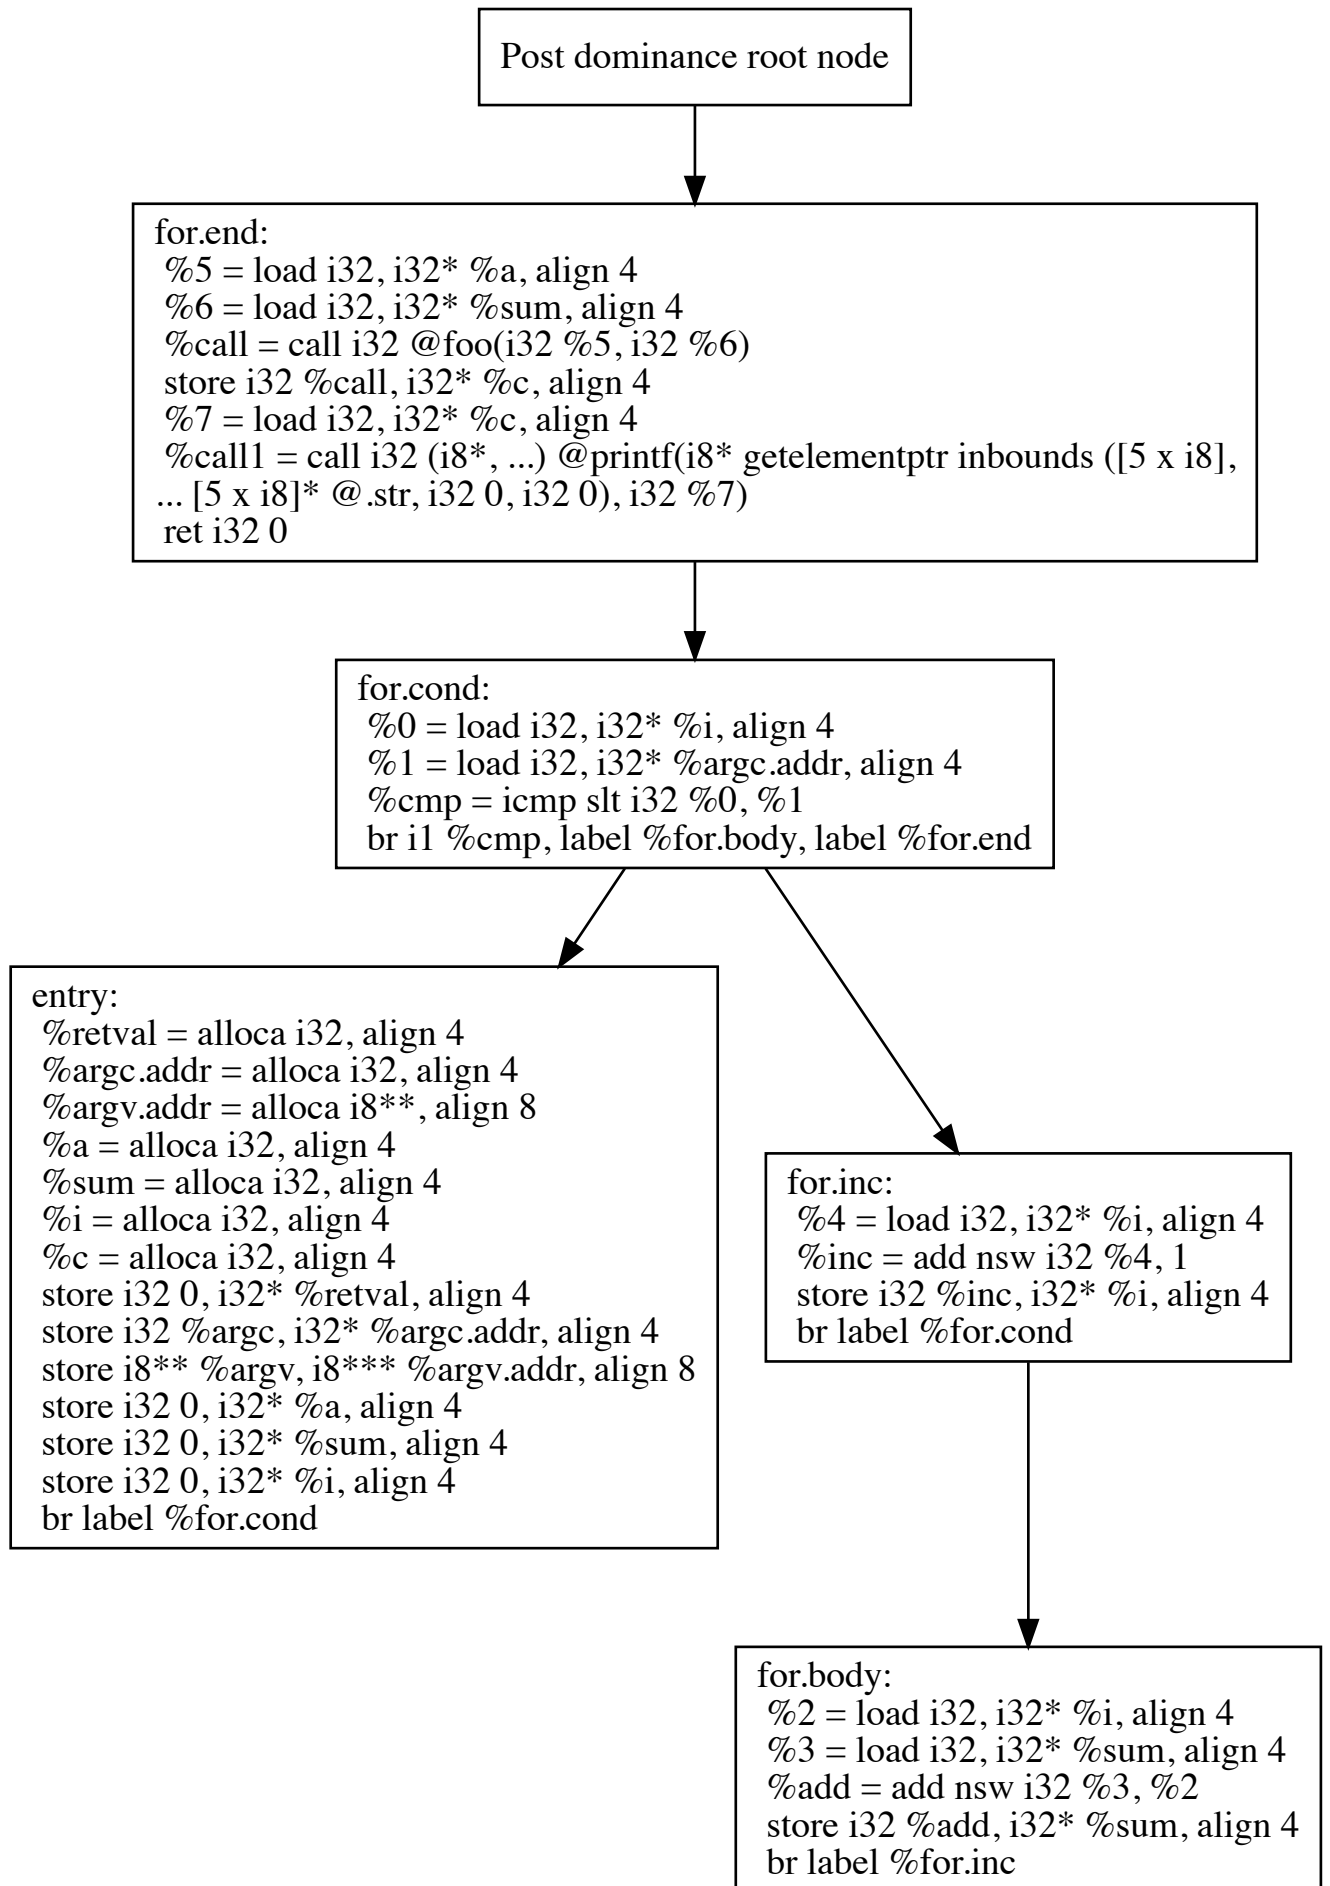 Post dominance root node
for.end:
%5 = load i32, i32* %a, align 4
%6 = load i32, i32* %sum, align 4
%call = call i32 @foo(i32 %5, i32 %6)
store i32 %call, i32* %c, align 4
%7 = load i32, i32* %c, align 4
%call1 = call i32 (i8*, ...) @printf(i8* getelementptr inbounds ([5 x i8],
... [5 x i8]* @.str, i32 0, i32 0), i32 %7)
ret i32 0
for.cond:
%0 = load i32, i32* %i, align 4
%1 = load i32, i32* %argc.addr, align 4
%cmp = icmp slt i32 %0, %1
br i1 %cmp, label %for.body, label %for.end
entry:
%retval = alloca i32, align 4
%argc.addr = alloca i32, align 4
%argv.addr = alloca i8**, align 8
%a = alloca i32, align 4
%sum = alloca i32, align 4
%i = alloca i32, align 4
%c = alloca i32, align 4
store i32 0, i32* %retval, align 4
store i32 %argc, i32* %argc.addr, align 4
store i8** %argv, i8*** %argv.addr, align 8
store i32 0, i32* %a, align 4
store i32 0, i32* %sum, align 4
store i32 0, i32* %i, align 4
br label %for.cond
for.inc:
%4 = load i32, i32* %i, align 4
%inc = add nsw i32 %4, 1
store i32 %inc, i32* %i, align 4
br label %for.cond
for.body:
%2 = load i32, i32* %i, align 4
%3 = load i32, i32* %sum, align 4
%add = add nsw i32 %3, %2
store i32 %add, i32* %sum, align 4
br label %for.inc